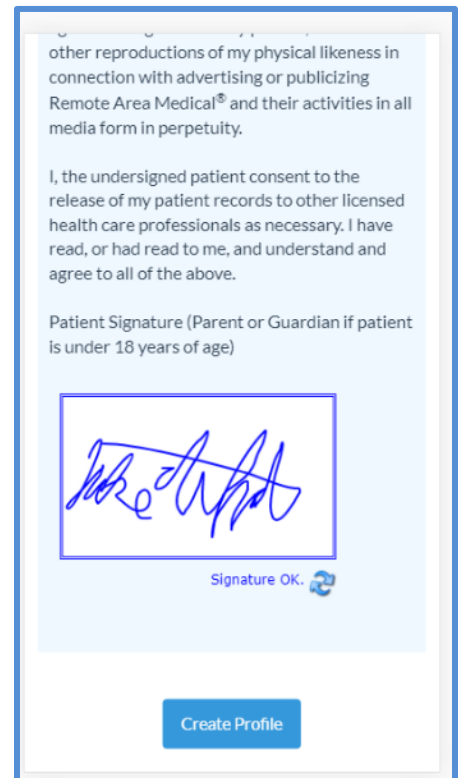 other reproductions of my physical likeness in
connection with advertising or publicizing
Remote Area Medical® and their activities in all
media form in perpetuity.
I, the undersigned patient consent to the
release of my patient records to other licensed
health care professionals as necessary. I have
read, or had read to me, and understand and
agree to all of the above.
Patient Signature (Parent or Guardian if patient
is under 18 years of age)
Signature OK.
Create Profile